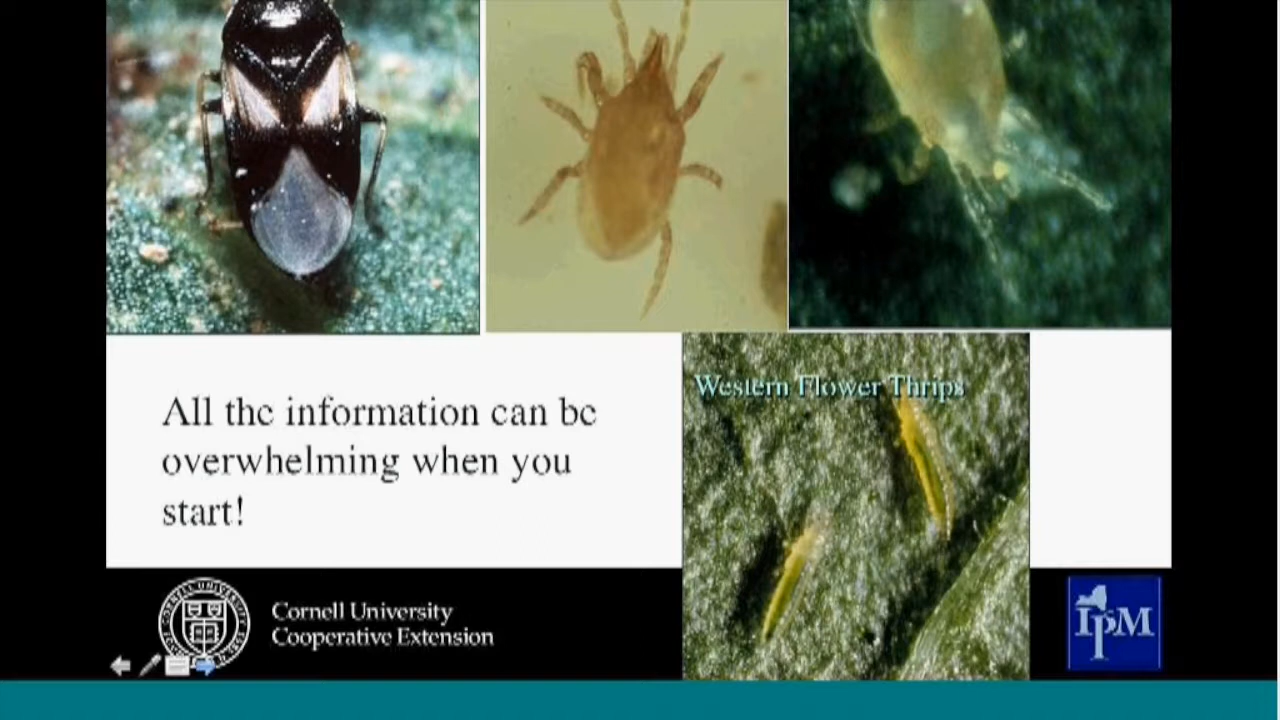 Western Flower Thrips
All the information can be
overwhelming when you
start!
Cornell University
Cooperative Extension
IPM